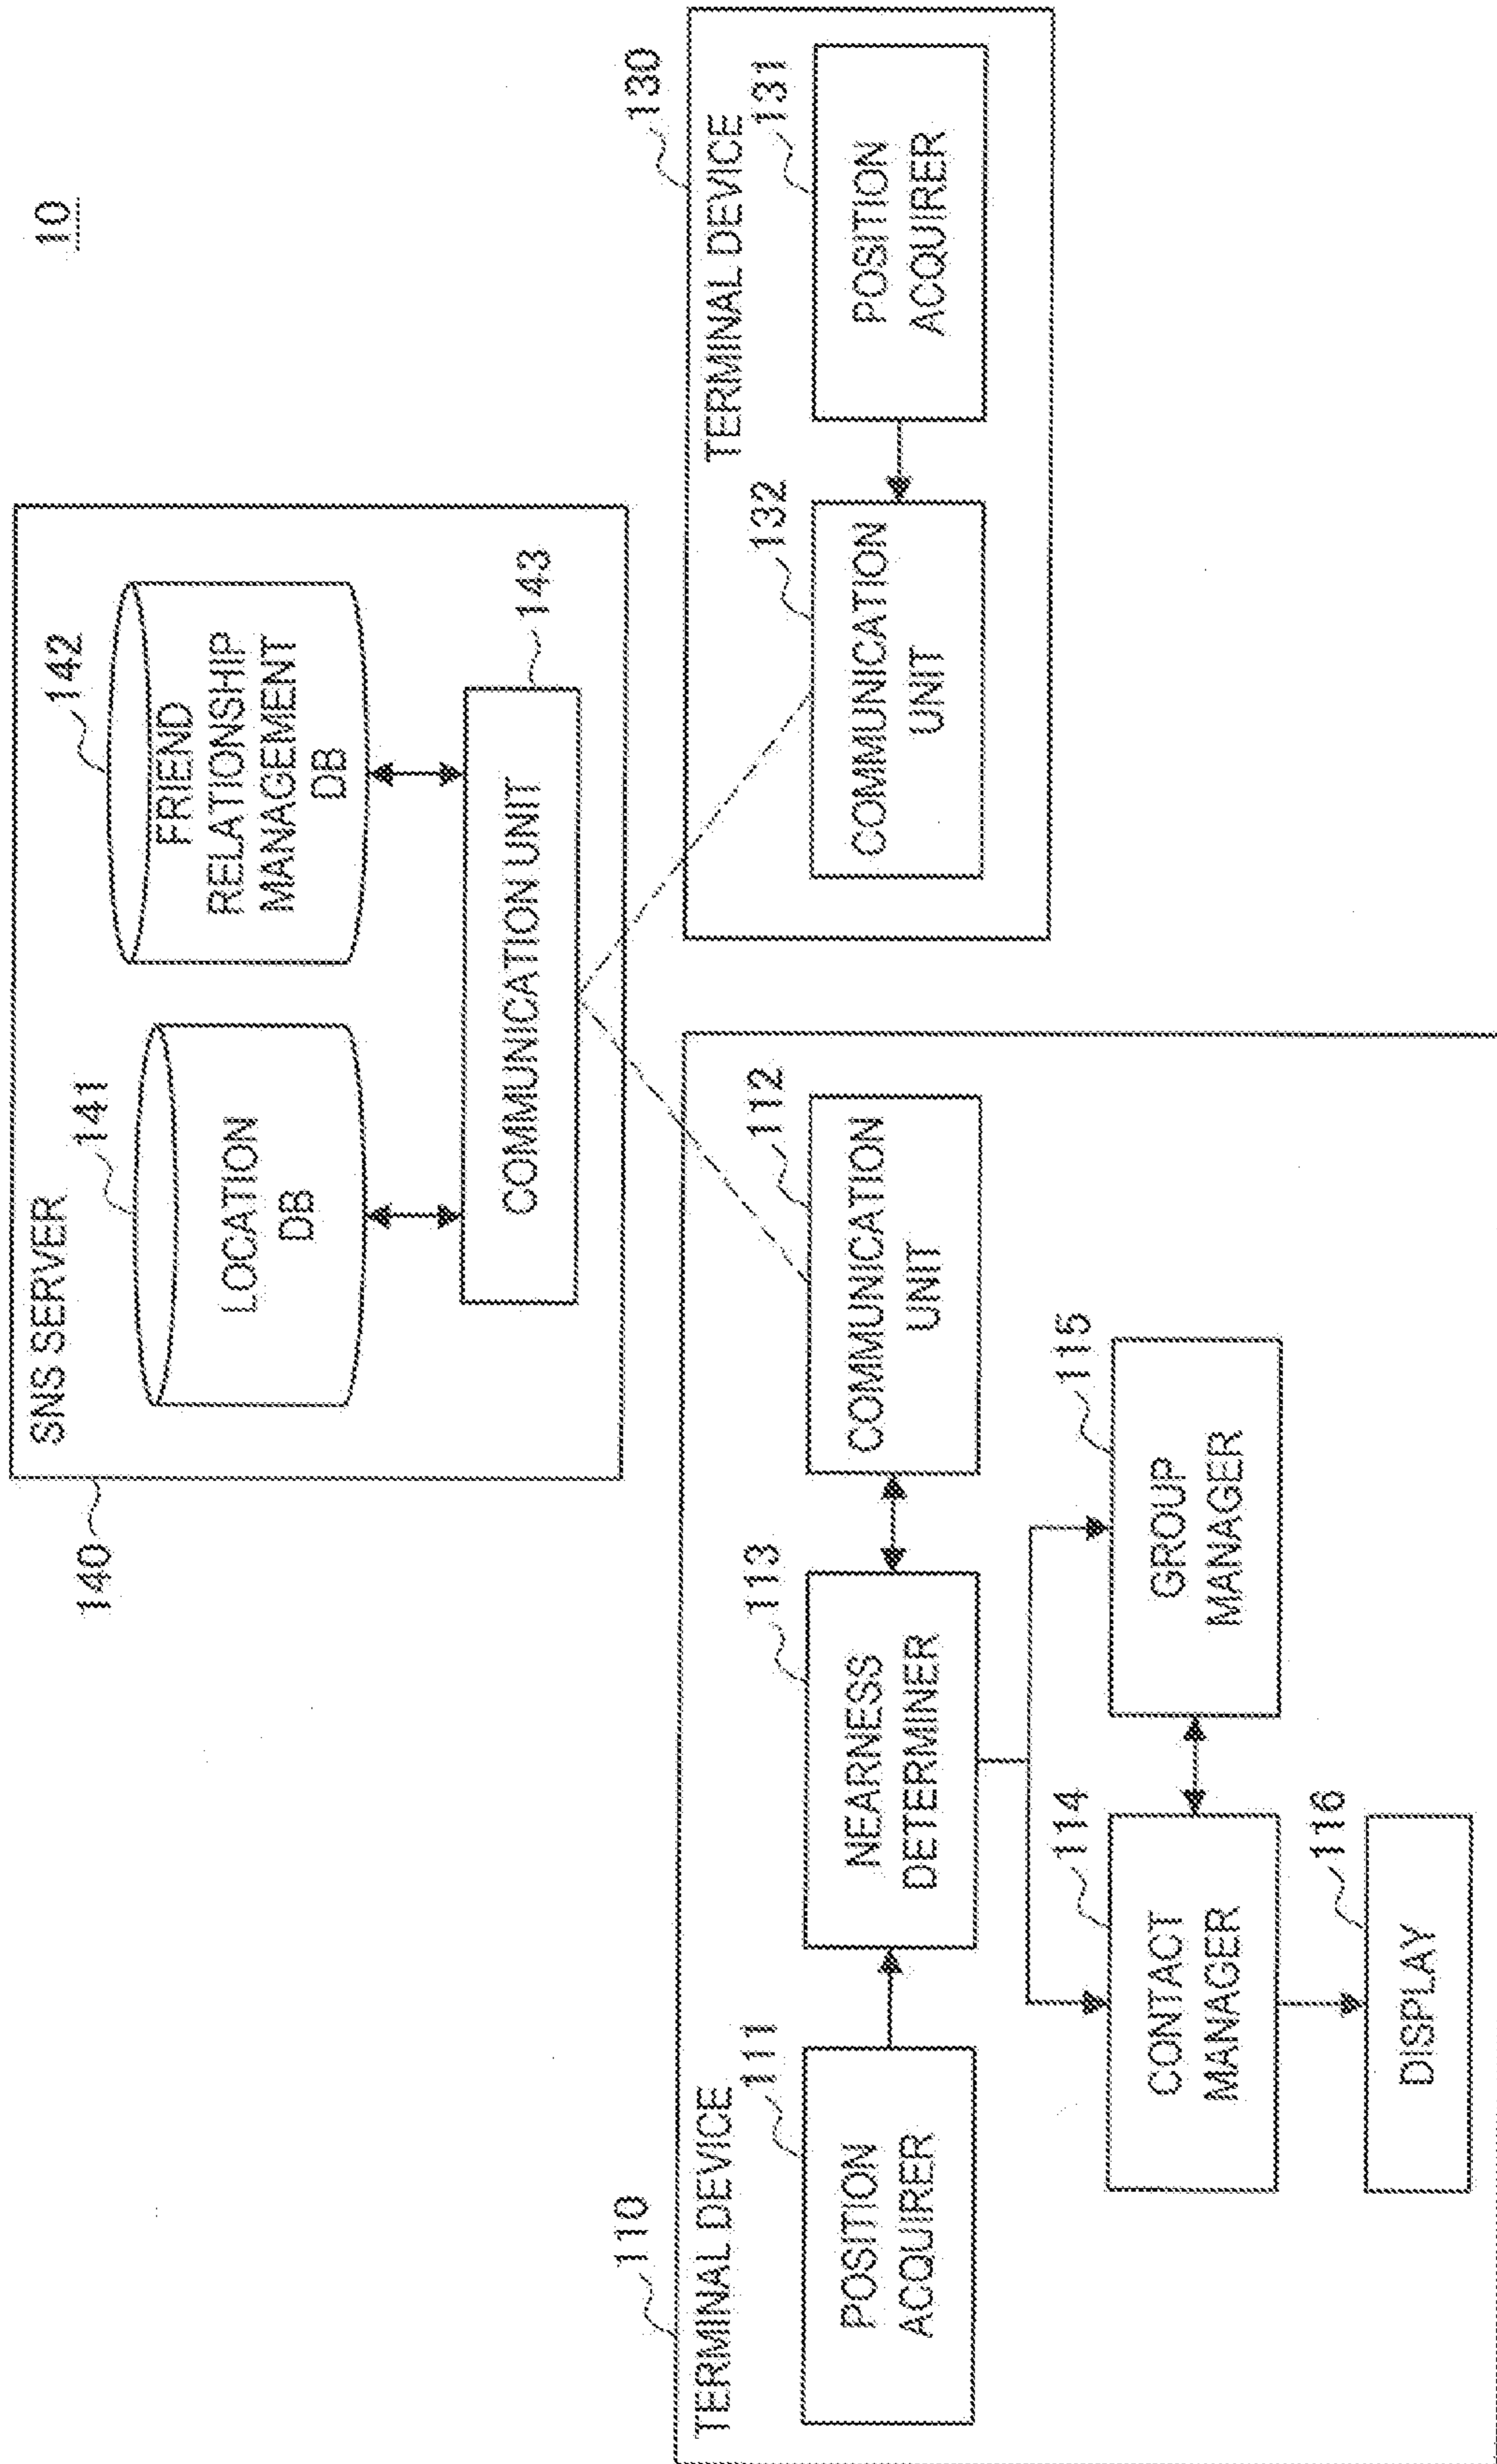 10
140
SNS SERVER
141
LOCATION
DB
142
FRIEND
RELATIONSHIP
MANAGEMENT
DB
143
COMMUNICATION UNIT
110
TERMINAL DEVICE
111
POSITION
ACQUIRER
113
NEARNESS
DETERMINER
112
COMMUNICATION
UNIT
114
CONTACT
MANAGER
115
GROUP
MANAGER
116
DISPLAY
130
TERMINAL DEVICE
132
COMMUNICATION
UNIT
131
POSITION
ACQUIRER